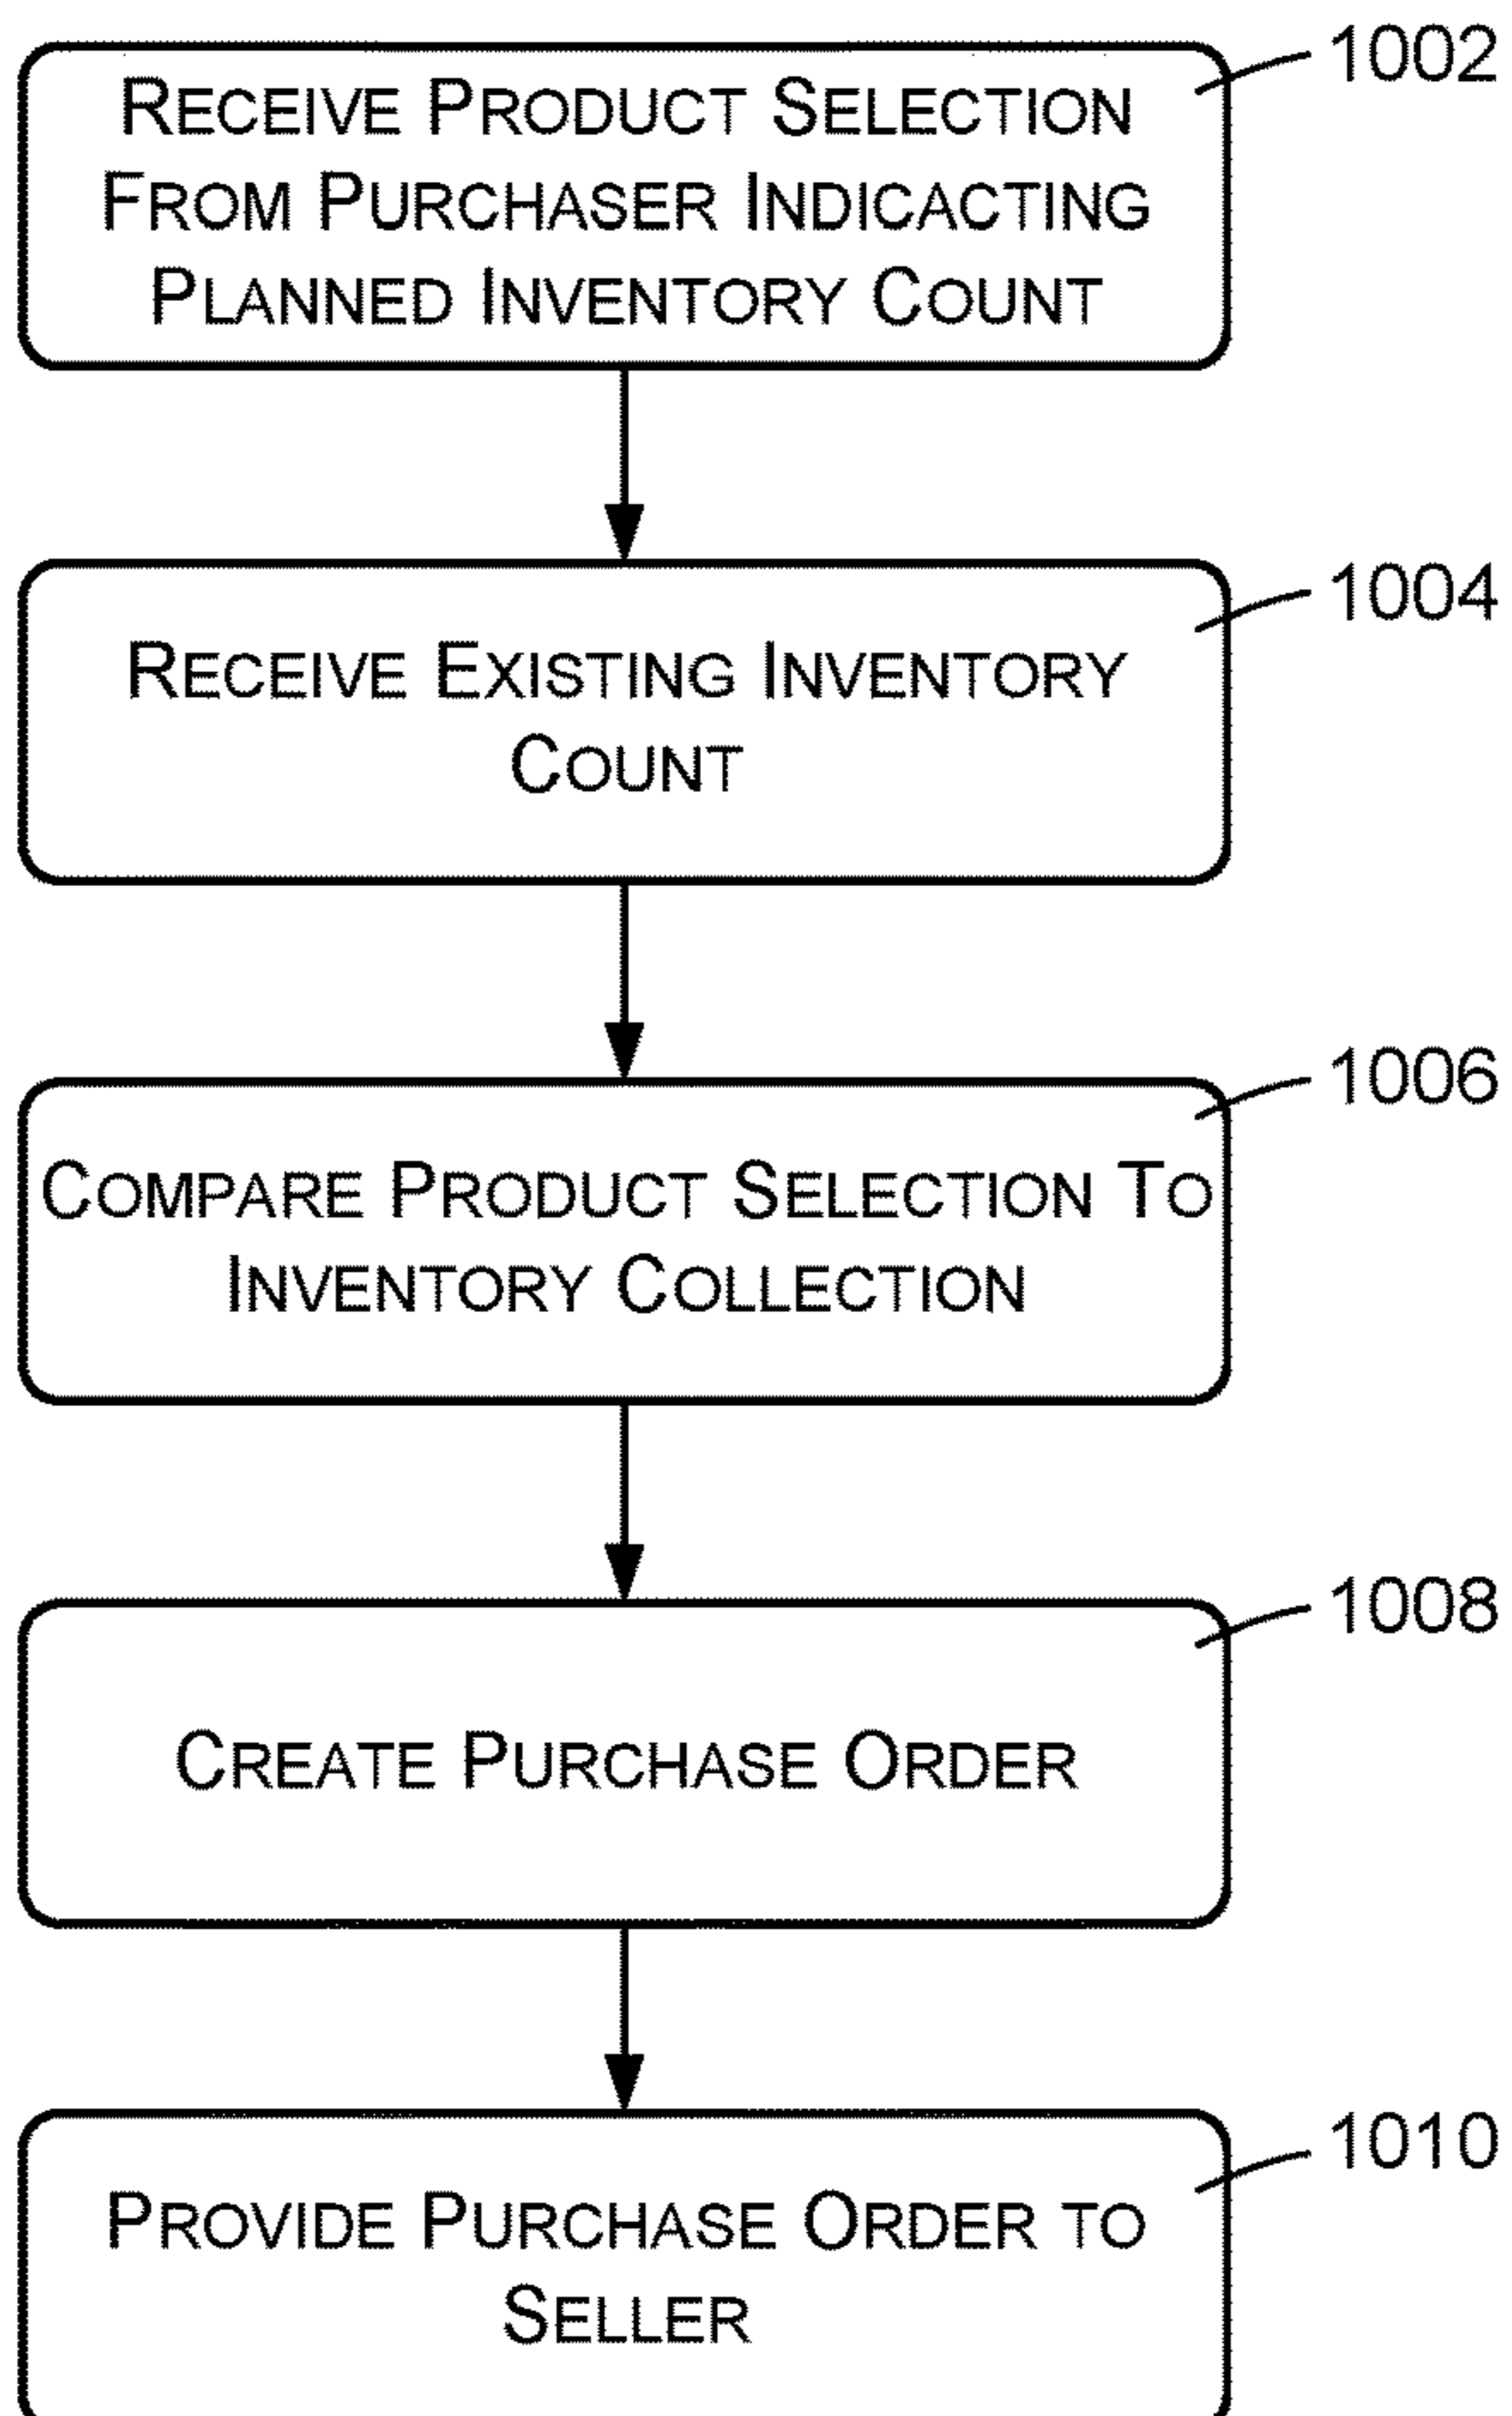 1002
RECEIVE PRODUCT SELECTION
FROM PURCHASER INDICACTING
PLANNED INVENTORY COUNT
1004
RECEIVE EXISTING INVENTORY
COUNT
1006
COMPARE PRODUCT SELECTION TO
INVENTORY COLLECTION
1008
CREATE PURCHASE ORDER
1010
PROVIDE PURCHASE ORDER TO
SELLER